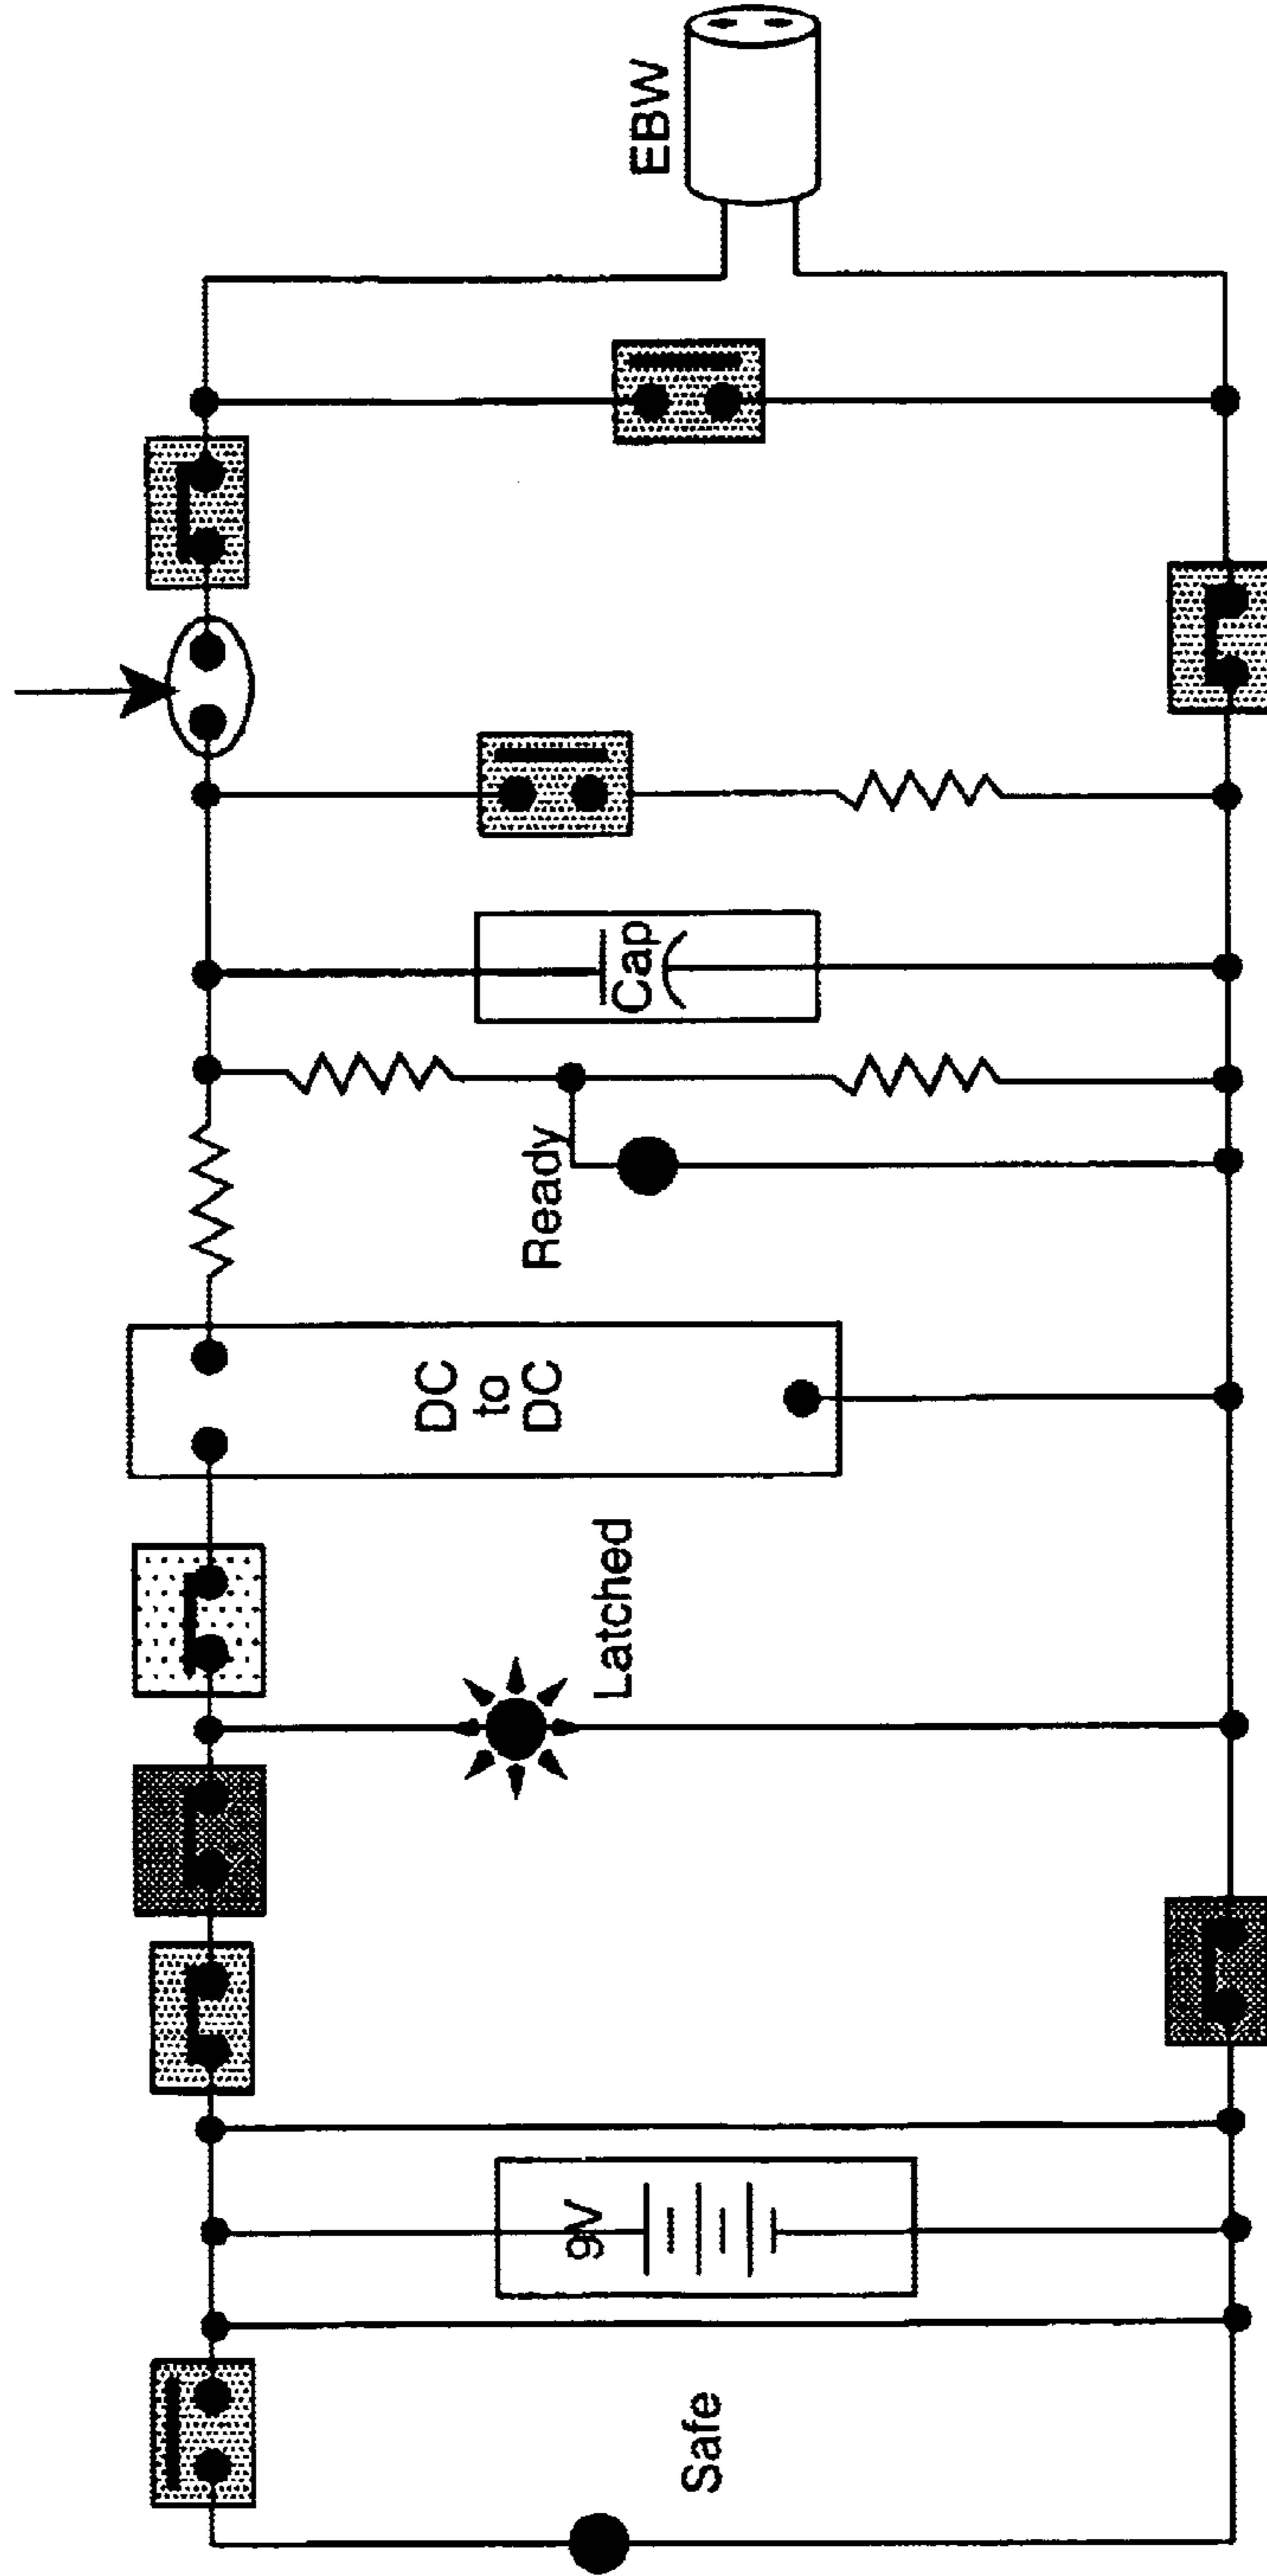 Safe
9V
Latched
DC
to
DC
Ready
Cap
EBW